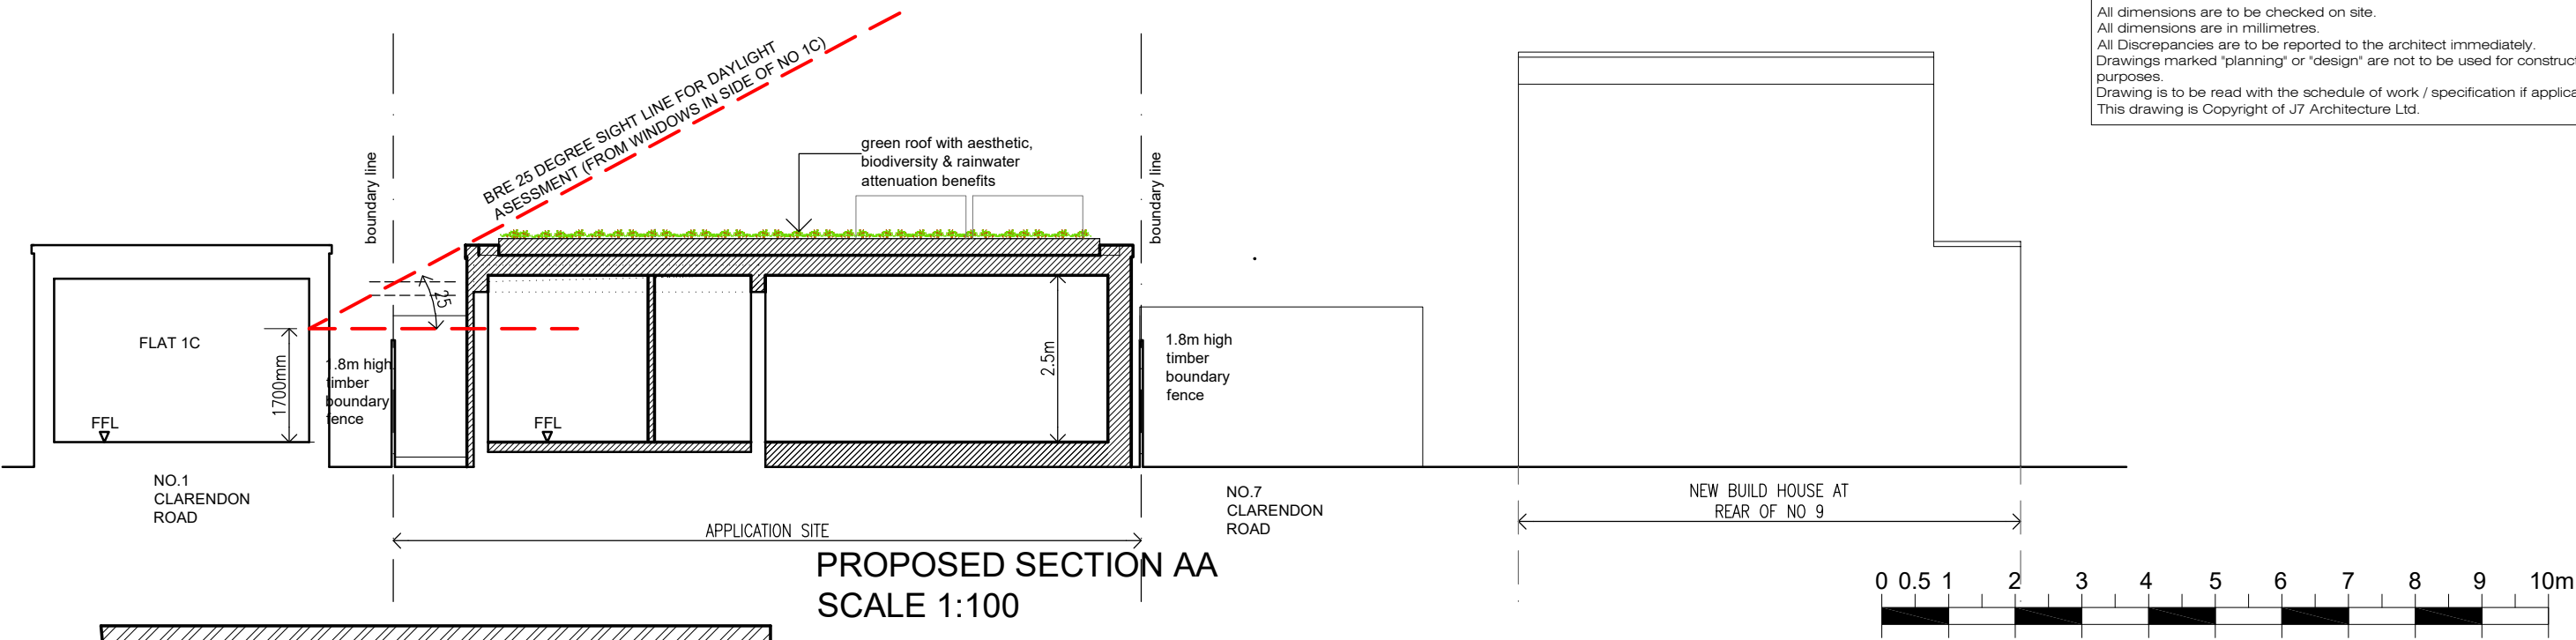 All dimensions are to be checked on site.
All dimensions are in millimetres.
All Discrepancies are to be reported to the architect immediately.
Drawings marked "planning" or "design" are not to be used for construct
purposes.
Drawing is to be read with the schedule of work / specification if applica
This drawing is Copyright of J7 Architecture Ltd.
BRE 25 DEGREE SIGHT LINE FOR DAYLIGHT
ASESSMENT (FROM WINDOWS IN SIDE OF NO 1C)
boundary line
green roof with aesthetic,
biodiversity & rainwater
attenuation benefits
boundary line
25
FLAT 1C
1700mm
1.8m high
timber
boundary
fence
FFL
FFL
2.5m
1.8m high
timber
boundary
fence
NO.1
CLARENDON
ROAD
NO.7
CLARENDON
ROAD
NEW BUILD HOUSE AT
REAR OF NO 9
APPLICATION SITE
PROPOSED SECTION AA
SCALE 1:100
0 0.5 1 2 3 4 5 6 7 8 9 10m